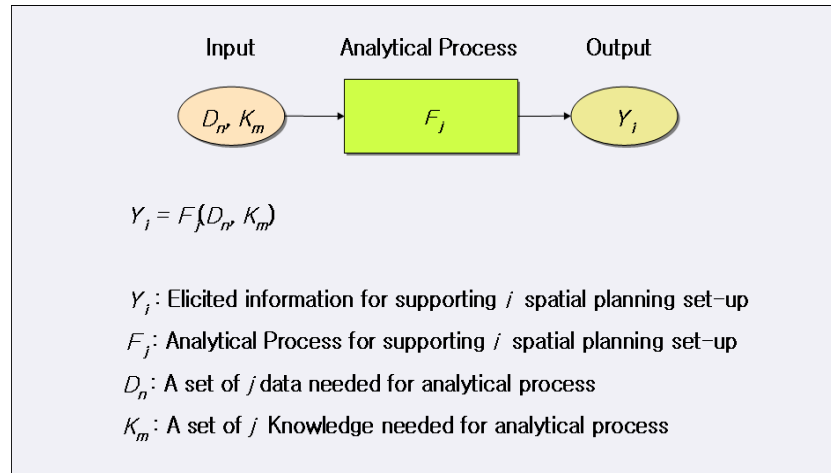 Input Analytical Process Output
Dn, Km Fj Yi
Yi = Fj(Dn, Km)
Yi : Elicited information for supporting i spatial planning set-up
Fj : Analytical Process for supporting i spatial planning set-up
Dn : A set of j data needed for analytical process
Km : A set of j Knowledge needed for analytical process